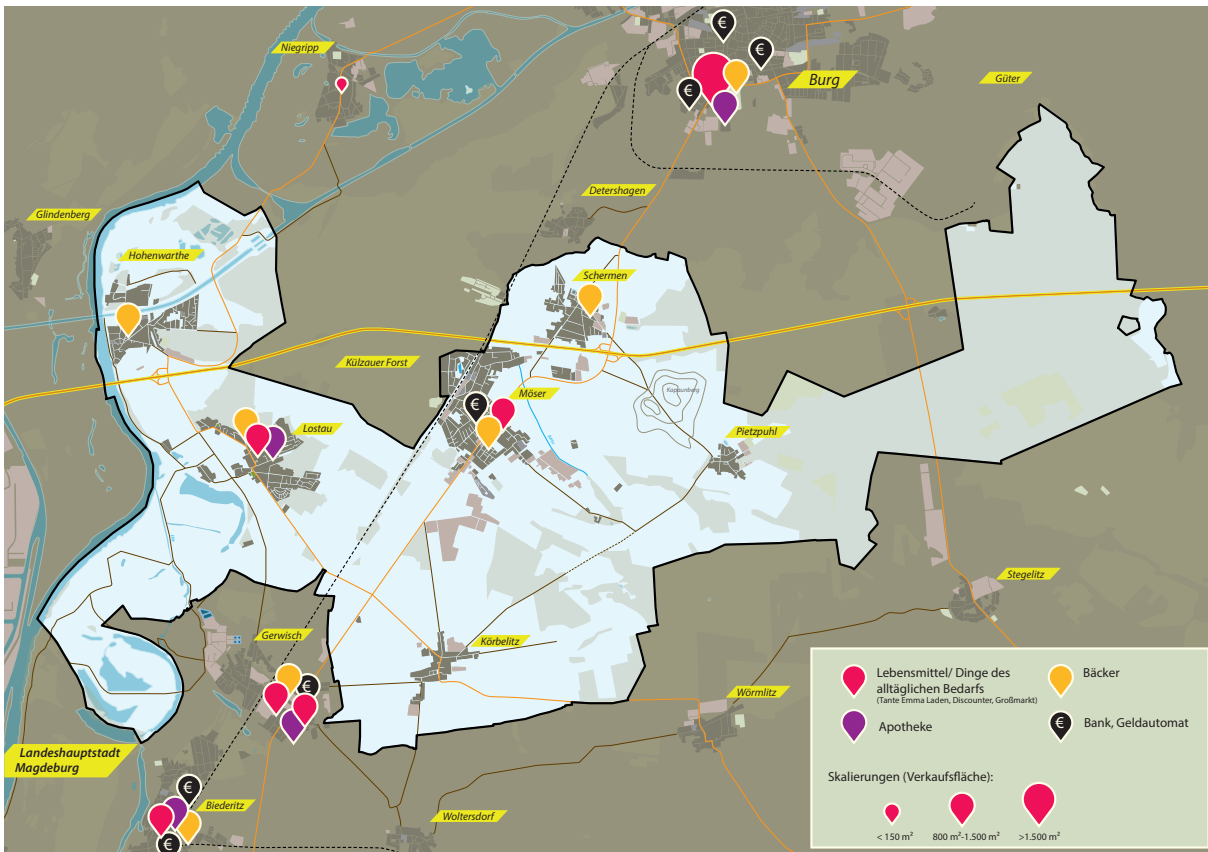 Niegripp
Burg
Güter
€
€
€
Detershagen
Glindenberg
Hohenwarthe
Schermen
Külzauer Forst
Möser
Kapaunberg
€
Lostau
Pietzpuhl
Stegelitz
Gerwisch
Körbelitz
€
Wörmlitz
Landeshauptstadt
Magdeburg
€
Biederitz
Woltersdorf
€
Lebensmittel/ Dinge des
alltäglichen Bedarfs
(Tante Emma Laden, Discounter, Großmarkt)
Bäcker
Apotheke
€
Bank, Geldautomat
Skalierungen (Verkaufsfläche):
< 150 m²
800 m²-1.500 m²
>1.500 m²